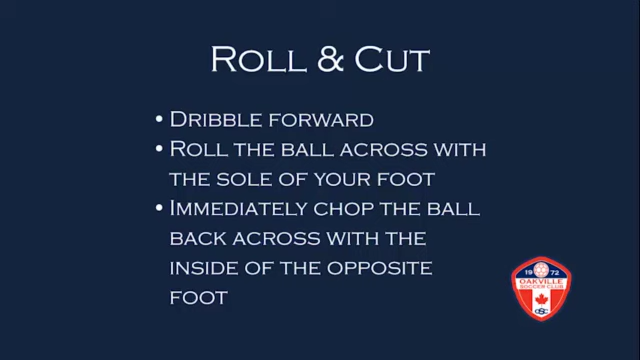 ROLL & CUT
• DRIBBLE FORWARD
• ROLL THE BALL ACROSS WITH
THE SOLE OF YOUR FOOT
• IMMEDIATELY CHOP THE BALL
BACK ACROSS WITH THE
INSIDE OF THE OPPOSITE
FOOT
19 72
OAKVILLE
SOCCER CLUB
OSC